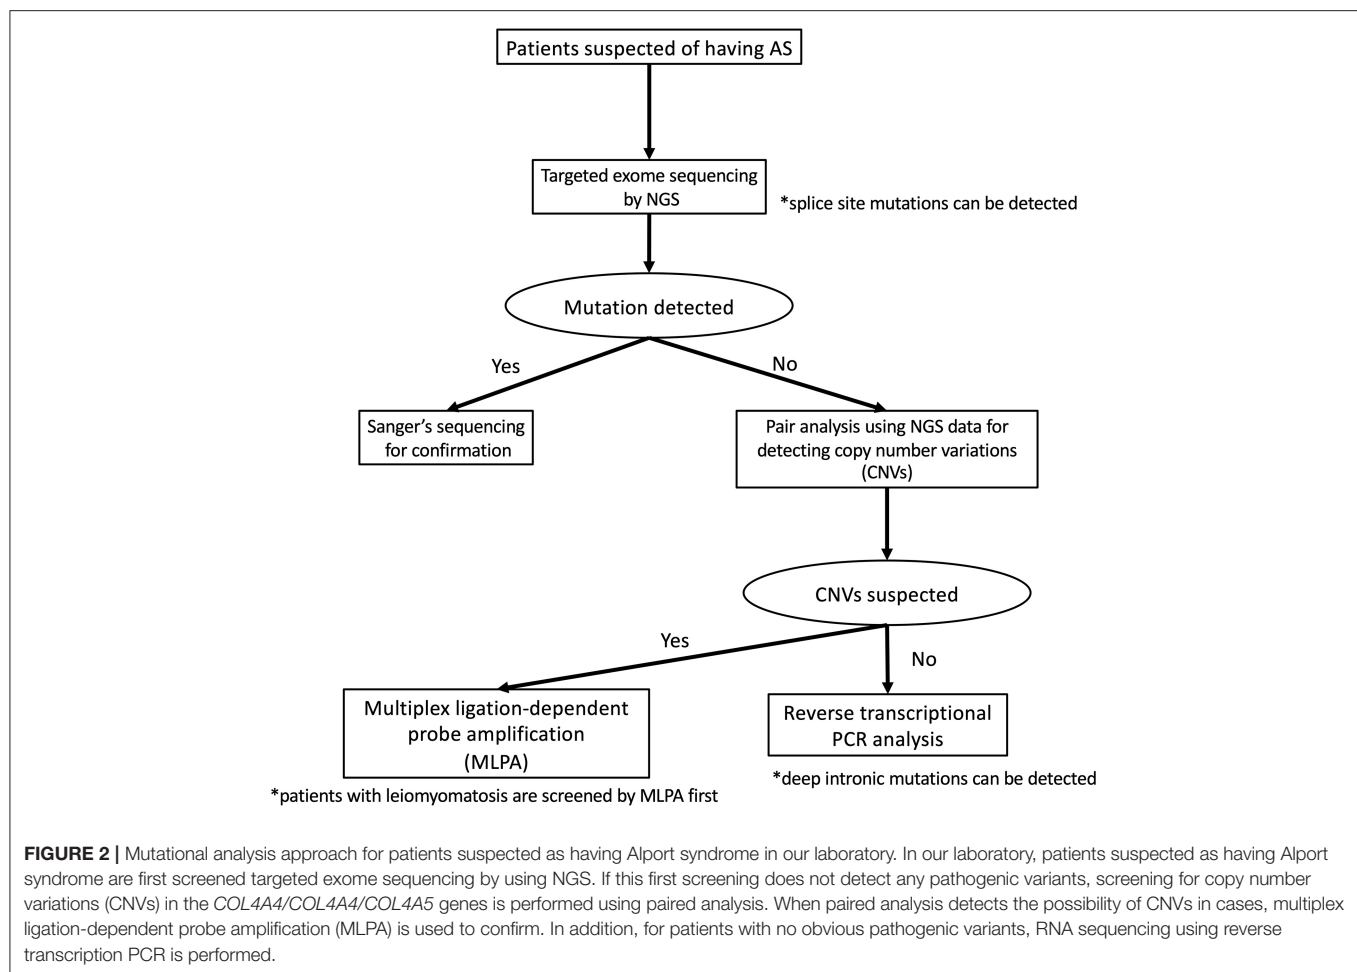 Patients suspected of having AS
Targeted exome sequencing
by NGS
*splice site mutations can be detected
Mutation detected
Yes
No
Sanger’s sequencing
for confirmation
Pair analysis using NGS data for
detecting copy number variations
(CNVs)
CNVs suspected
Yes
No
Multiplex ligation-dependent
probe amplification
(MLPA)
Reverse transcriptional
PCR analysis
*patients with leiomyomatosis are screened by MLPA first
*deep intronic mutations can be detected
FIGURE 2 | Mutational analysis approach for patients suspected as having Alport syndrome in our laboratory. In our laboratory, patients suspected as having Alport
syndrome are first screened targeted exome sequencing by using NGS. If this first screening does not detect any pathogenic variants, screening for copy number
variations (CNVs) in the COL4A4/COL4A4/COL4A5 genes is performed using paired analysis. When paired analysis detects the possibility of CNVs in cases, multiplex
ligation-dependent probe amplification (MLPA) is used to confirm. In addition, for patients with no obvious pathogenic variants, RNA sequencing using reverse
transcription PCR is performed.